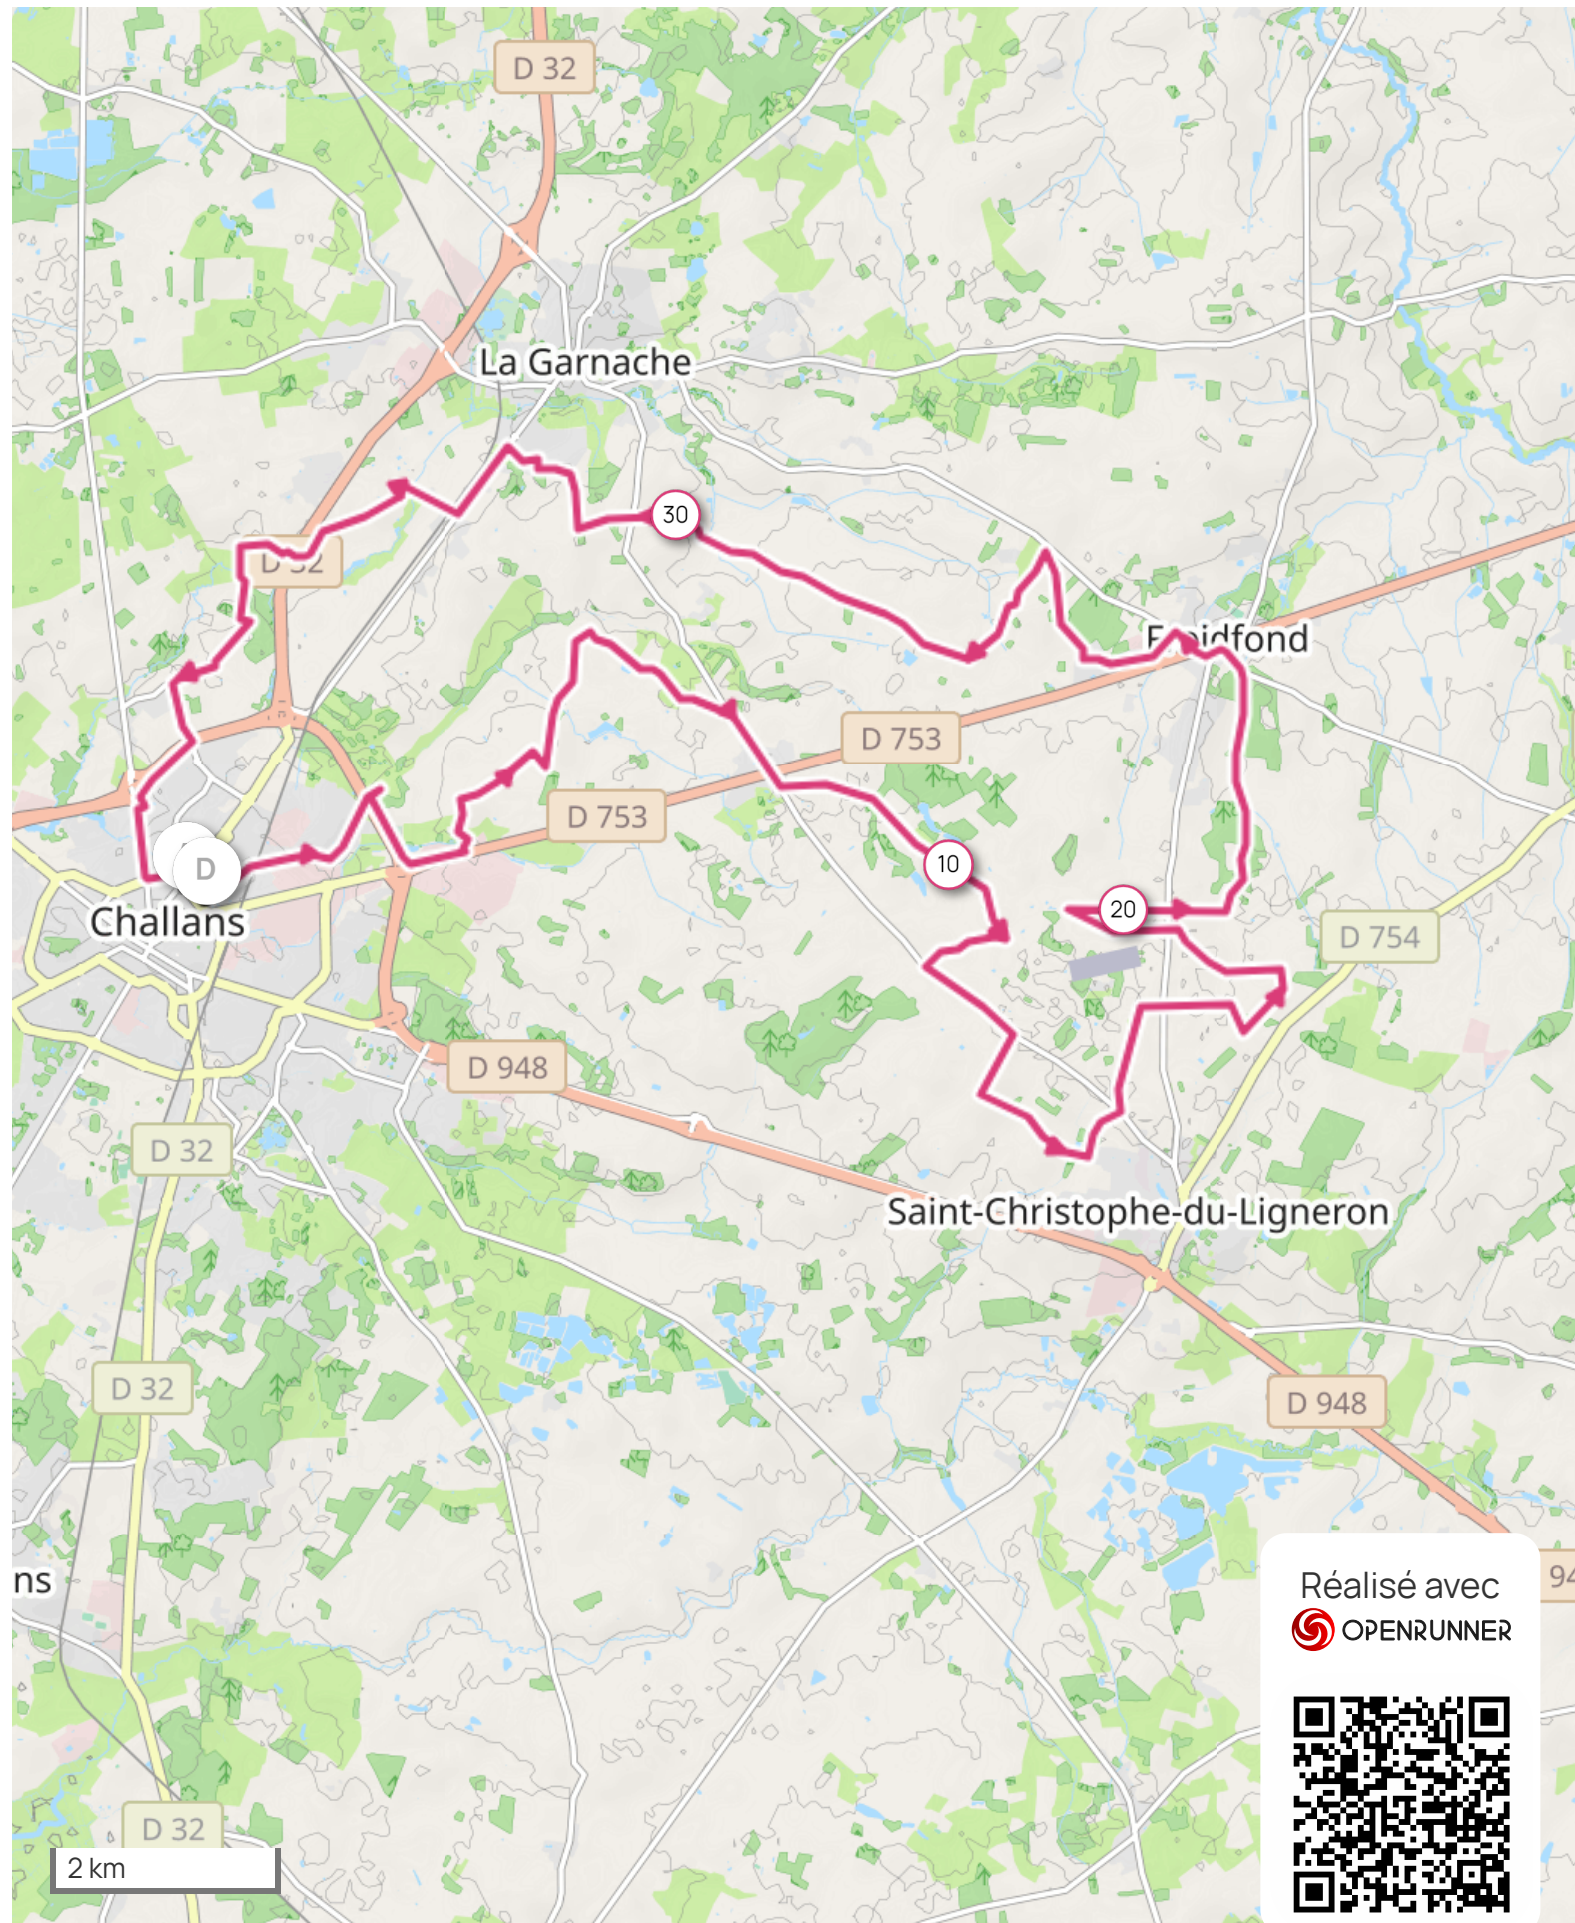 D 32
La Garnache
30
D 32
Froidfond
D 753
D 753
10
D
20
Challans
D 754
D 948
D 32
Saint-Christophe-du-Ligneron
D 32
D 948
ns
94
Réalisé avec
OPENRUNNER
D 32
2 km